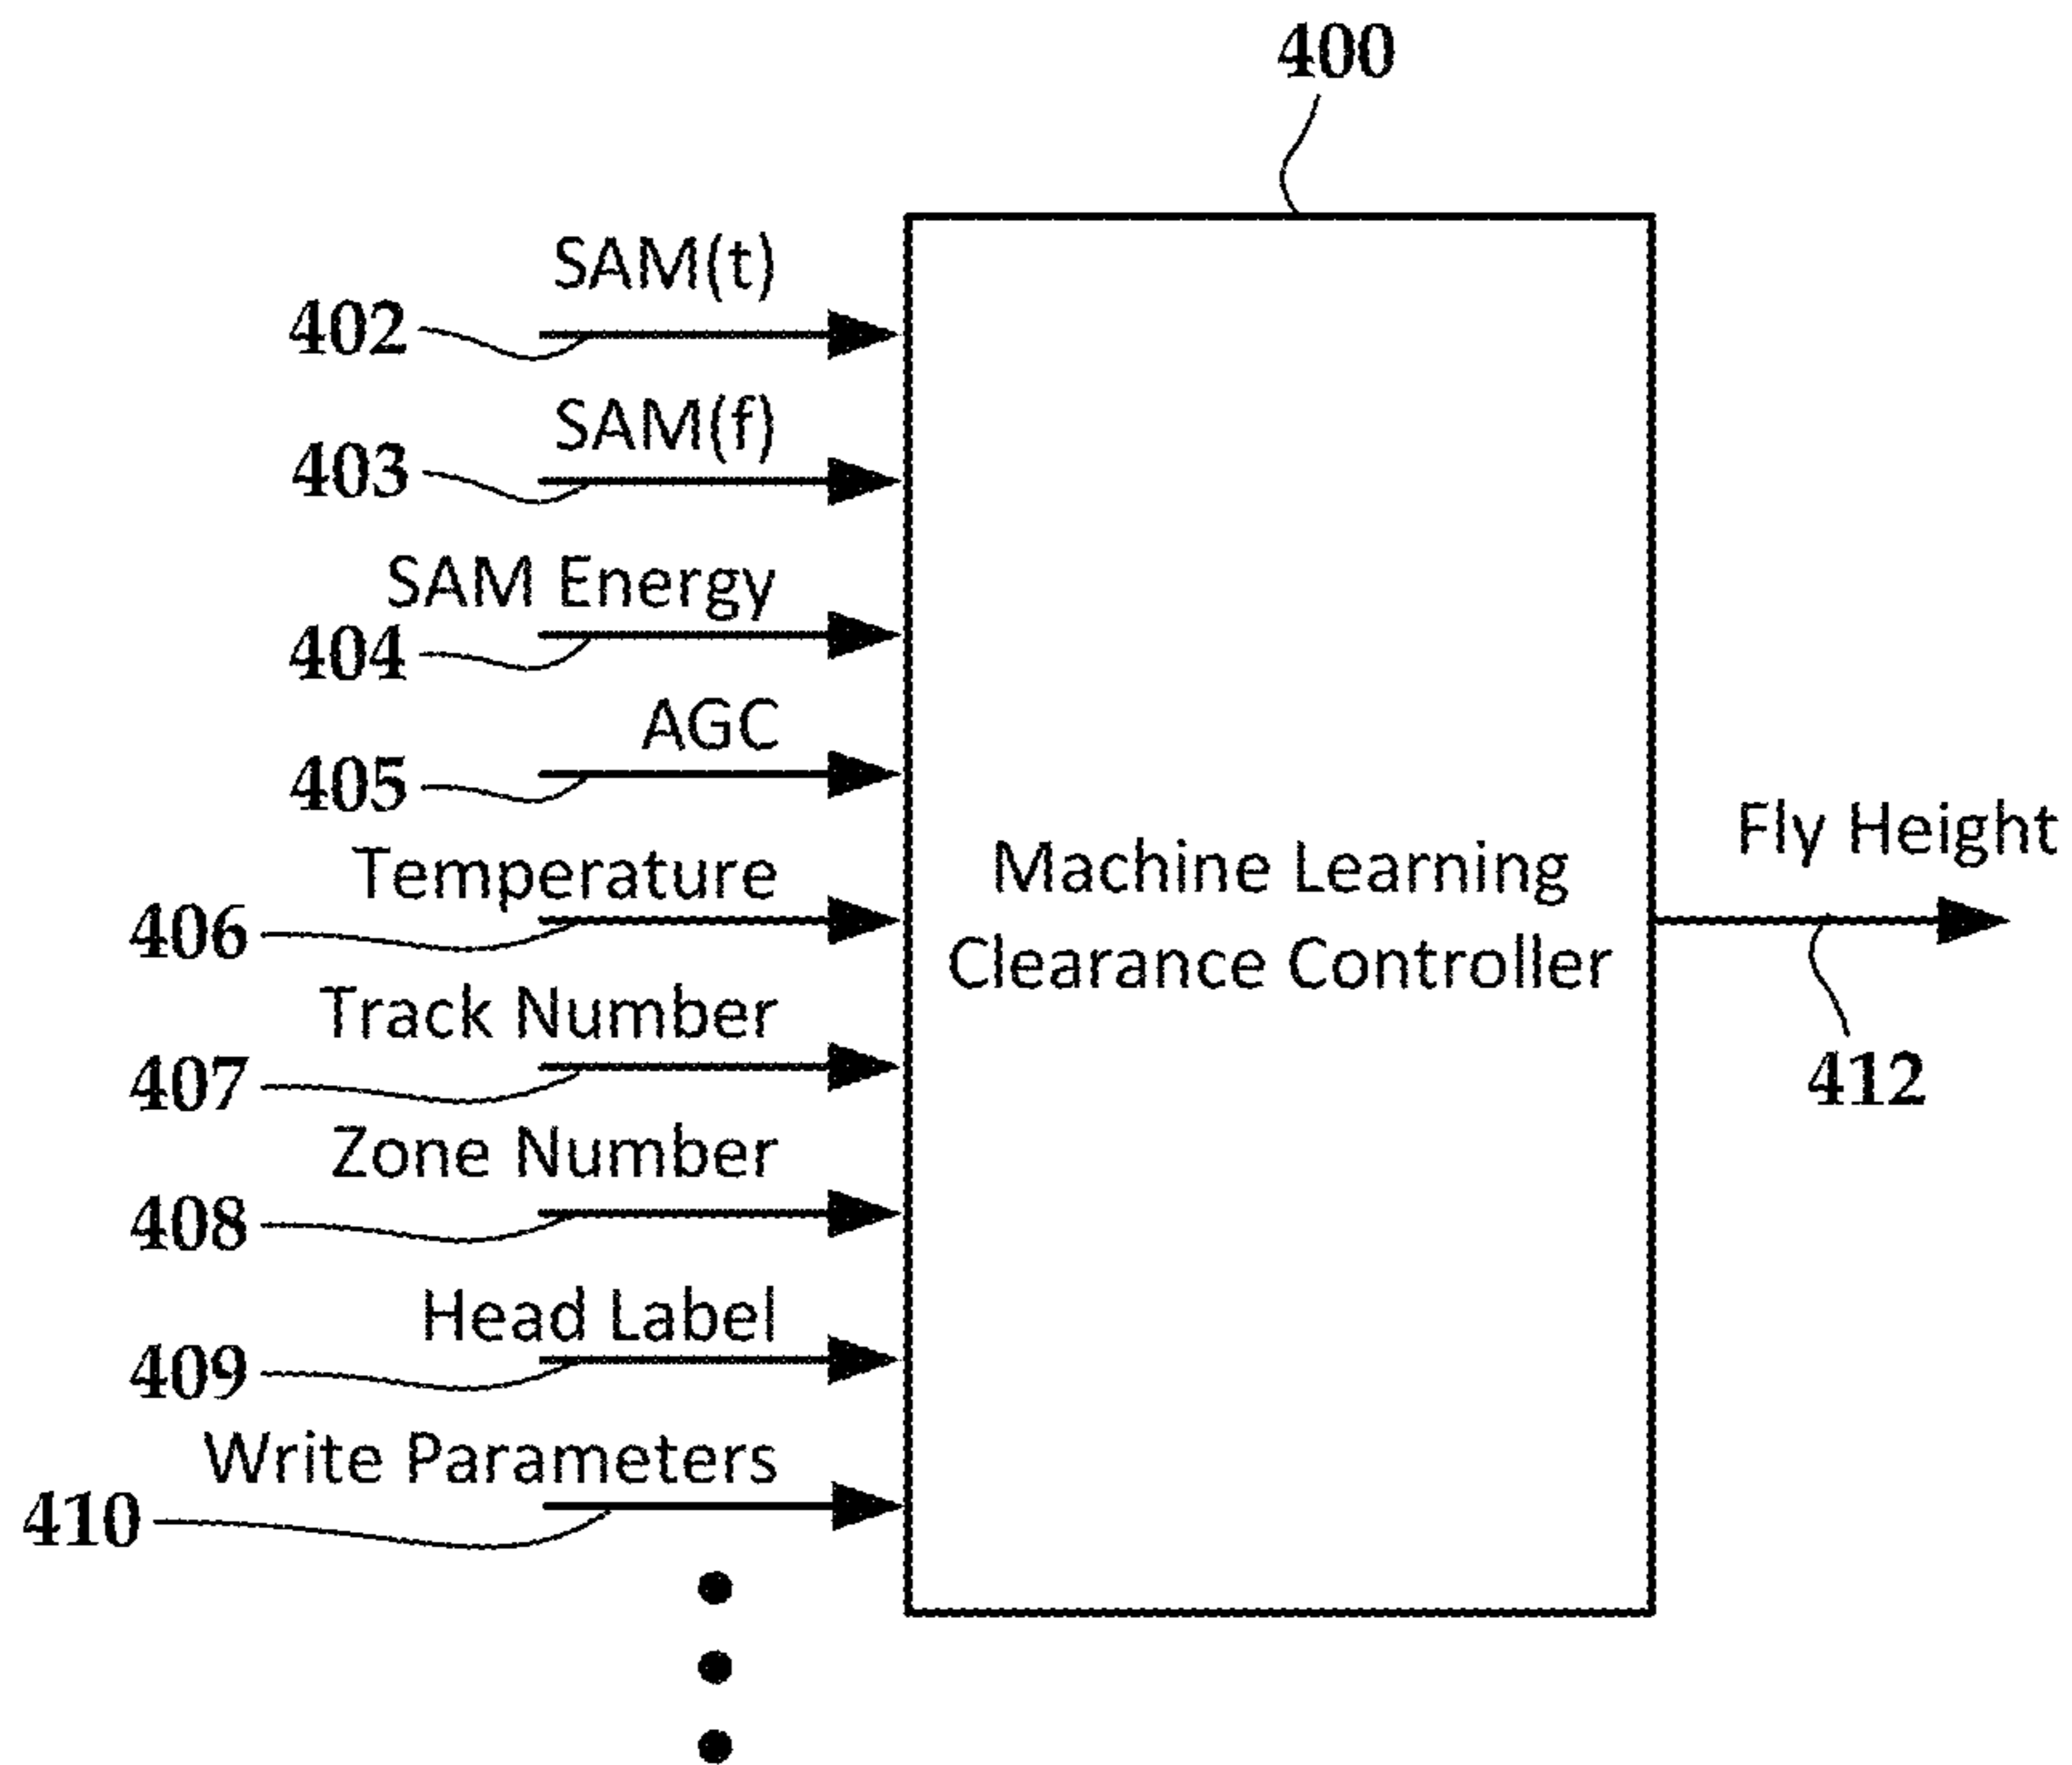 400
SAM(t)
402
SAM(f)
403
SAM Energy
404
AGC
405
Temperature
406
Track Number
407
Zone Number
408
Head Label
409
Write Parameters
410
Machine Learning
Clearance Controller
Fly Height
412